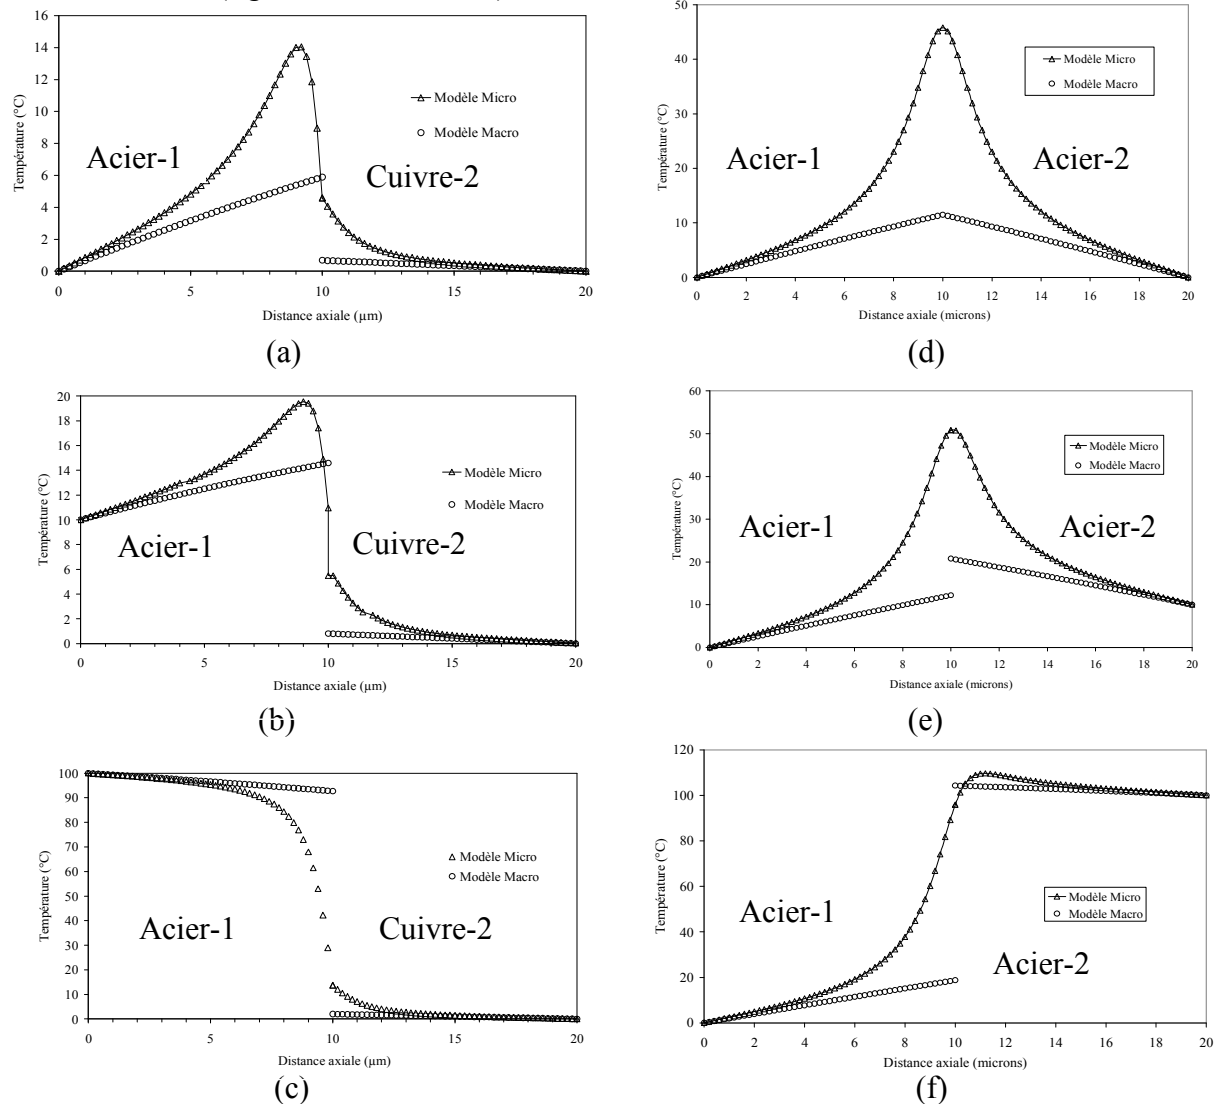 16
14
12
10
8
6
4
2
0
Température (°C)
Modèle Micro
Modèle Macro
Acier-1
Cuivre-2
0 5 10 15 20
Distance axiale (µm)
(a)
50
40
30
20
10
0
Température (°C)
Modèle Micro
Modèle Macro
Acier-1
Acier-2
0 2 4 6 8 10 12 14 16 18 20
Distance axiale (microns)
(d)
20
18
16
14
12
10
8
6
4
2
0
Température (°C)
Modèle Micro
Modèle Macro
Acier-1
Cuivre-2
0 5 10 15 20
Distance axiale (µm)
(b)
60
50
40
30
20
10
0
Température (°C)
Modèle Micro
Modèle Macro
Acier-1
Acier-2
0 2 4 6 8 10 12 14 16 18 20
Distance axiale (microns)
(e)
100
90
80
70
60
50
40
30
20
10
0
Température (°C)
Modèle Micro
Modèle Macro
Acier-1
Cuivre-2
0 5 10 15 20
Distance axiale (µm)
(c)
120
100
80
60
40
20
0
Température (°C)
Modèle Micro
Modèle Macro
Acier-1
Acier-2
0 2 4 6 8 10 12 14 16 18 20
Distance axiale (microns)
(f)